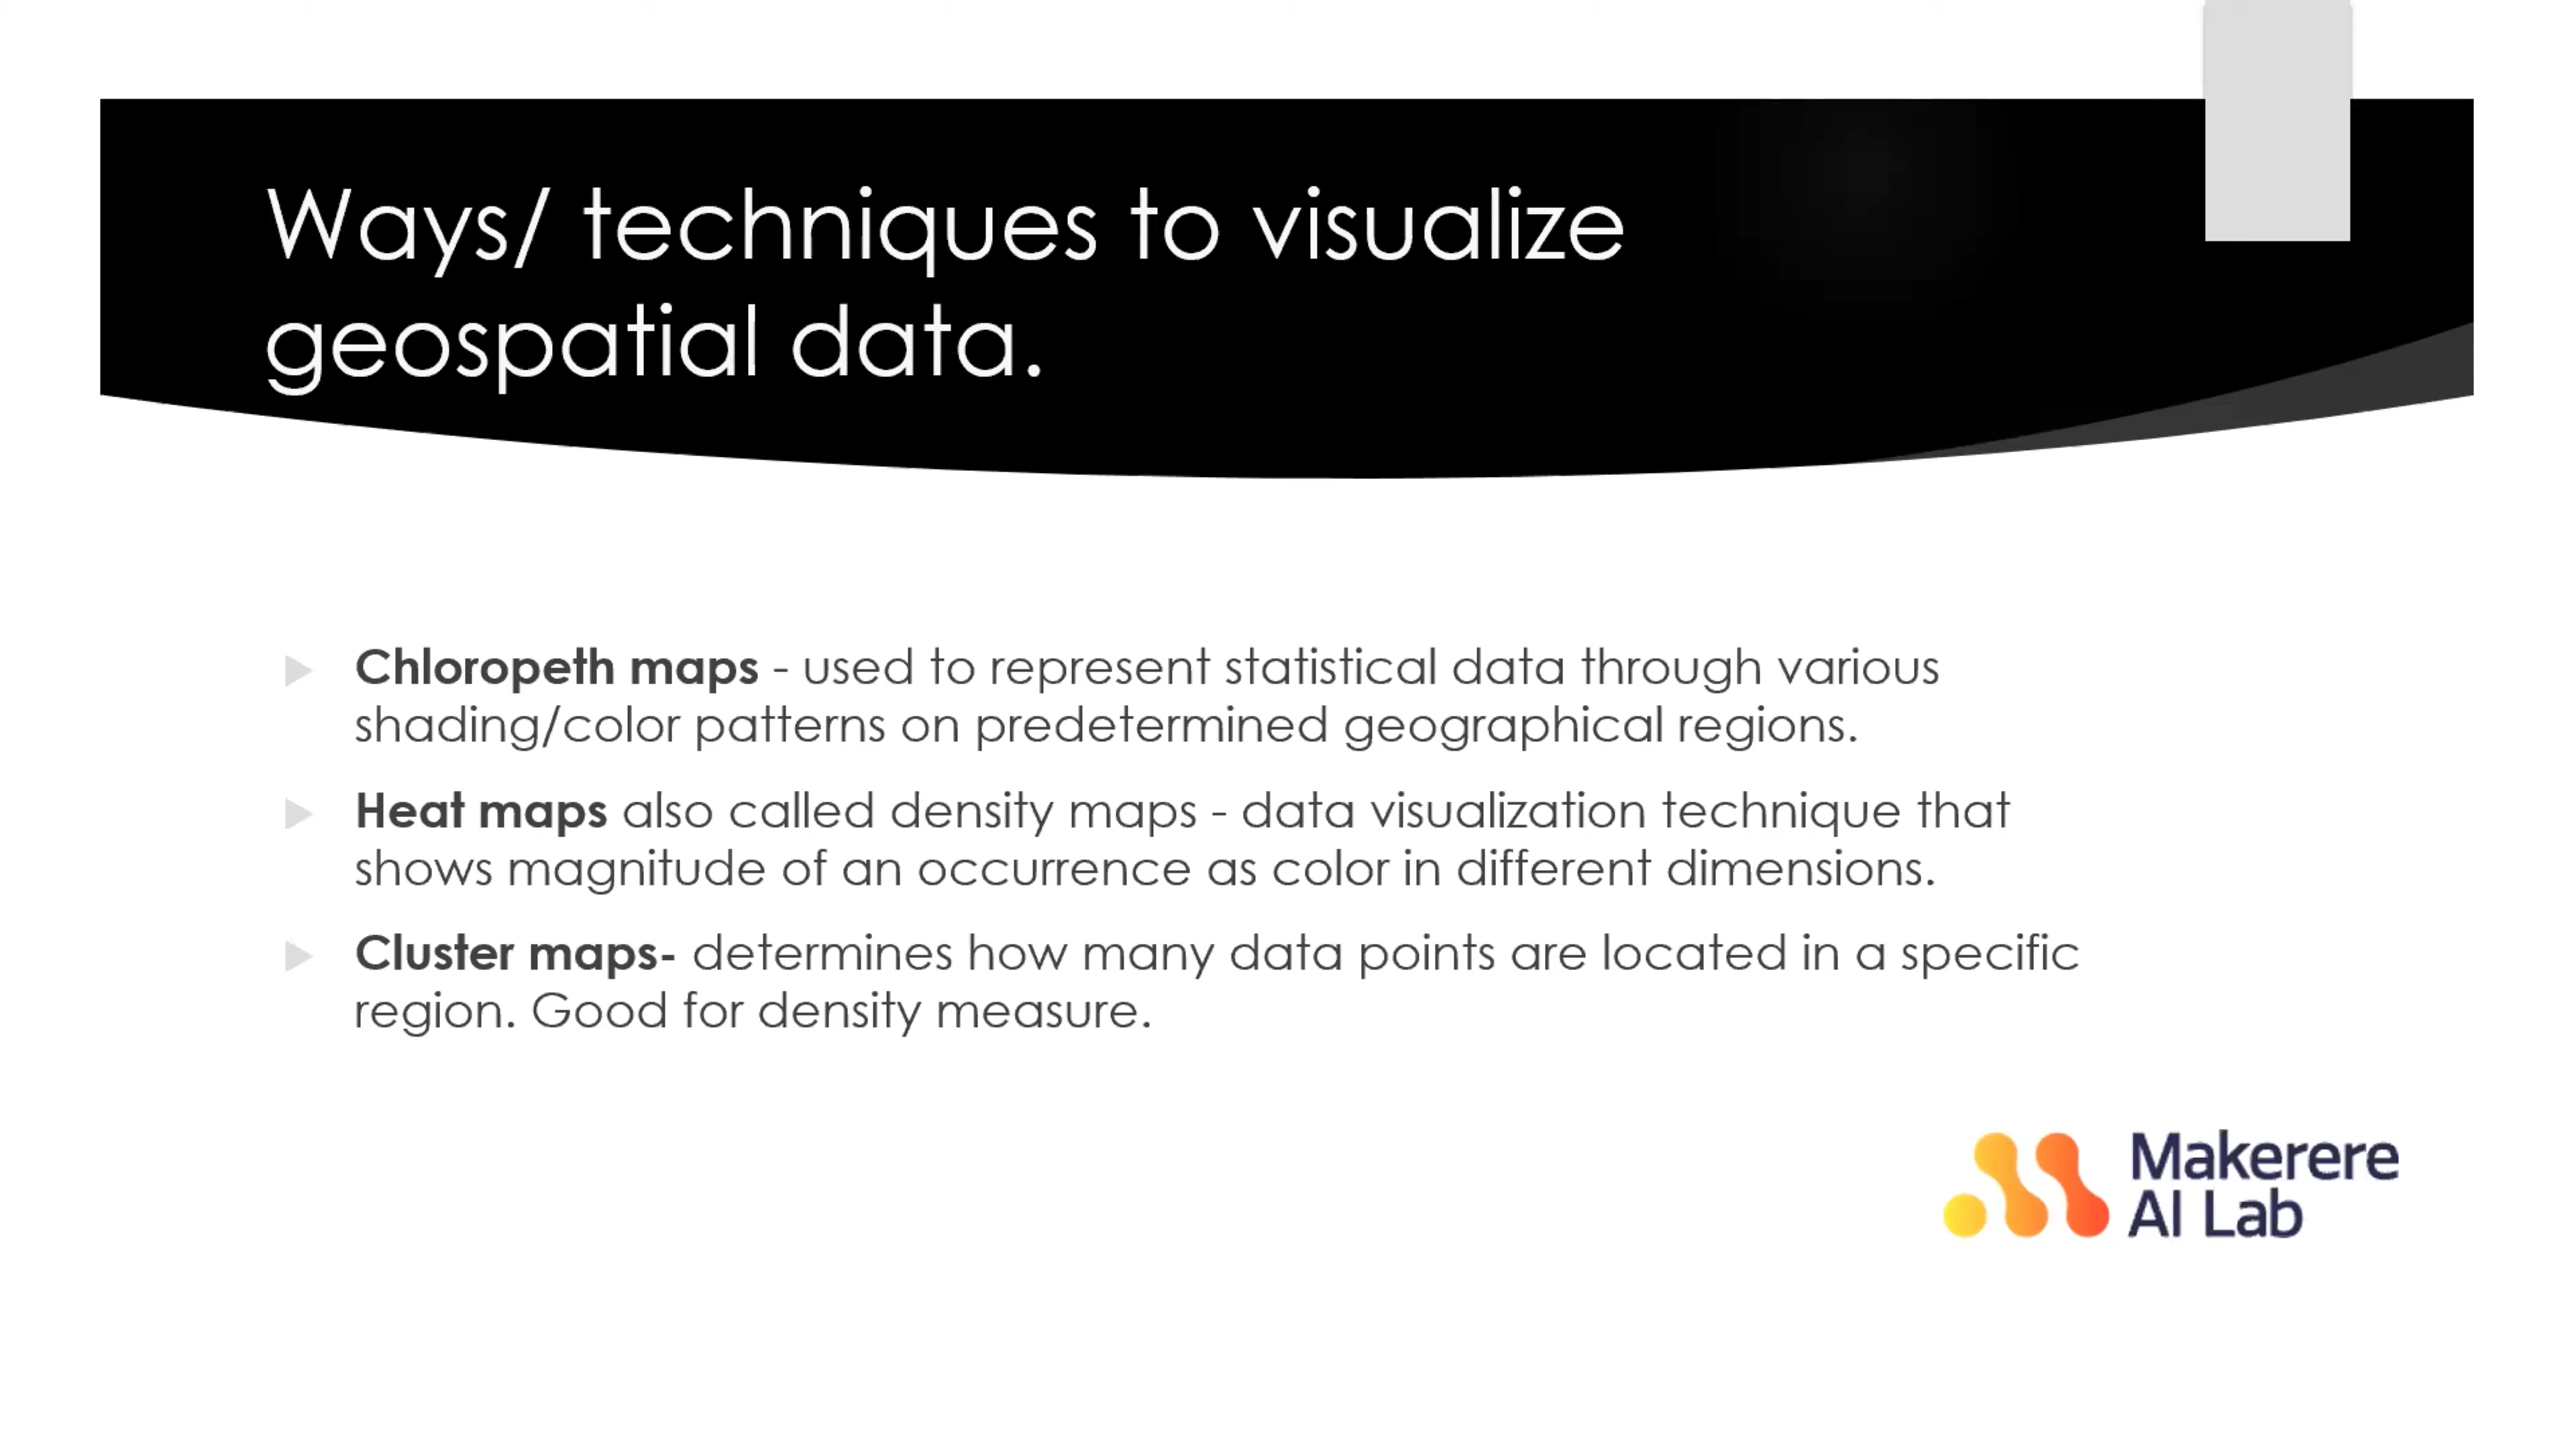 Ways/ techniques to visualize
geospatial data.
Chloropeth maps - used to represent statistical data through various
shading/color patterns on predetermined geographical regions.
Heat maps also called density maps - data visualization technique that
shows magnitude of an occurrence as color in different dimensions.
Cluster maps- determines how many data points are located in a specific
region. Good for density measure.
Makerere
AI Lab